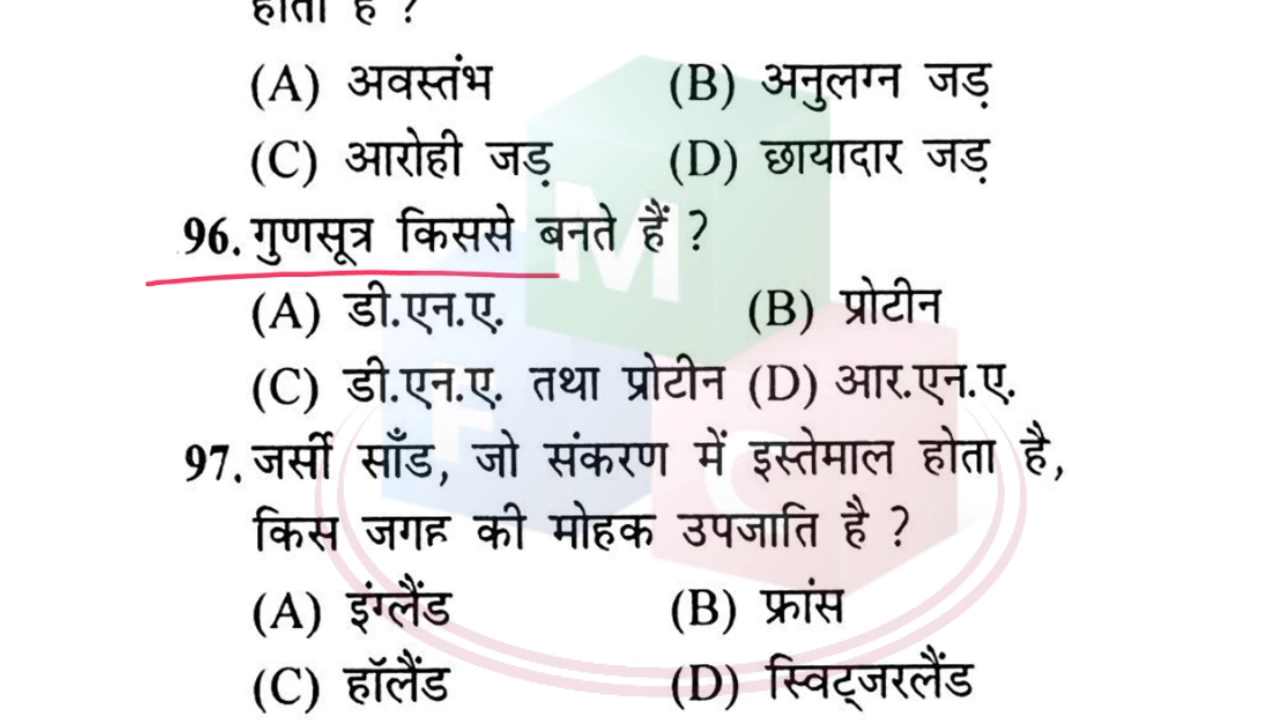 होता है ?
(A) अवस्तंभ (B) अनुलग्न जड़
(C) आरोही जड़ (D) छायादार जड़
96. गुणसूत्र किससे बनते हैं ?
(A) डी.एन.ए. (B) प्रोटीन
(C) डी.एन.ए. तथा प्रोटीन (D) आर.एन.ए.
97. जर्सी साँड, जो संकरण में इस्तेमाल होता है,
किस जगह की मोहक उपजाति है ?
(A) इंग्लैंड (B) फ्रांस
(C) हॉलैंड (D) स्विट्जरलैंड
M
F
C